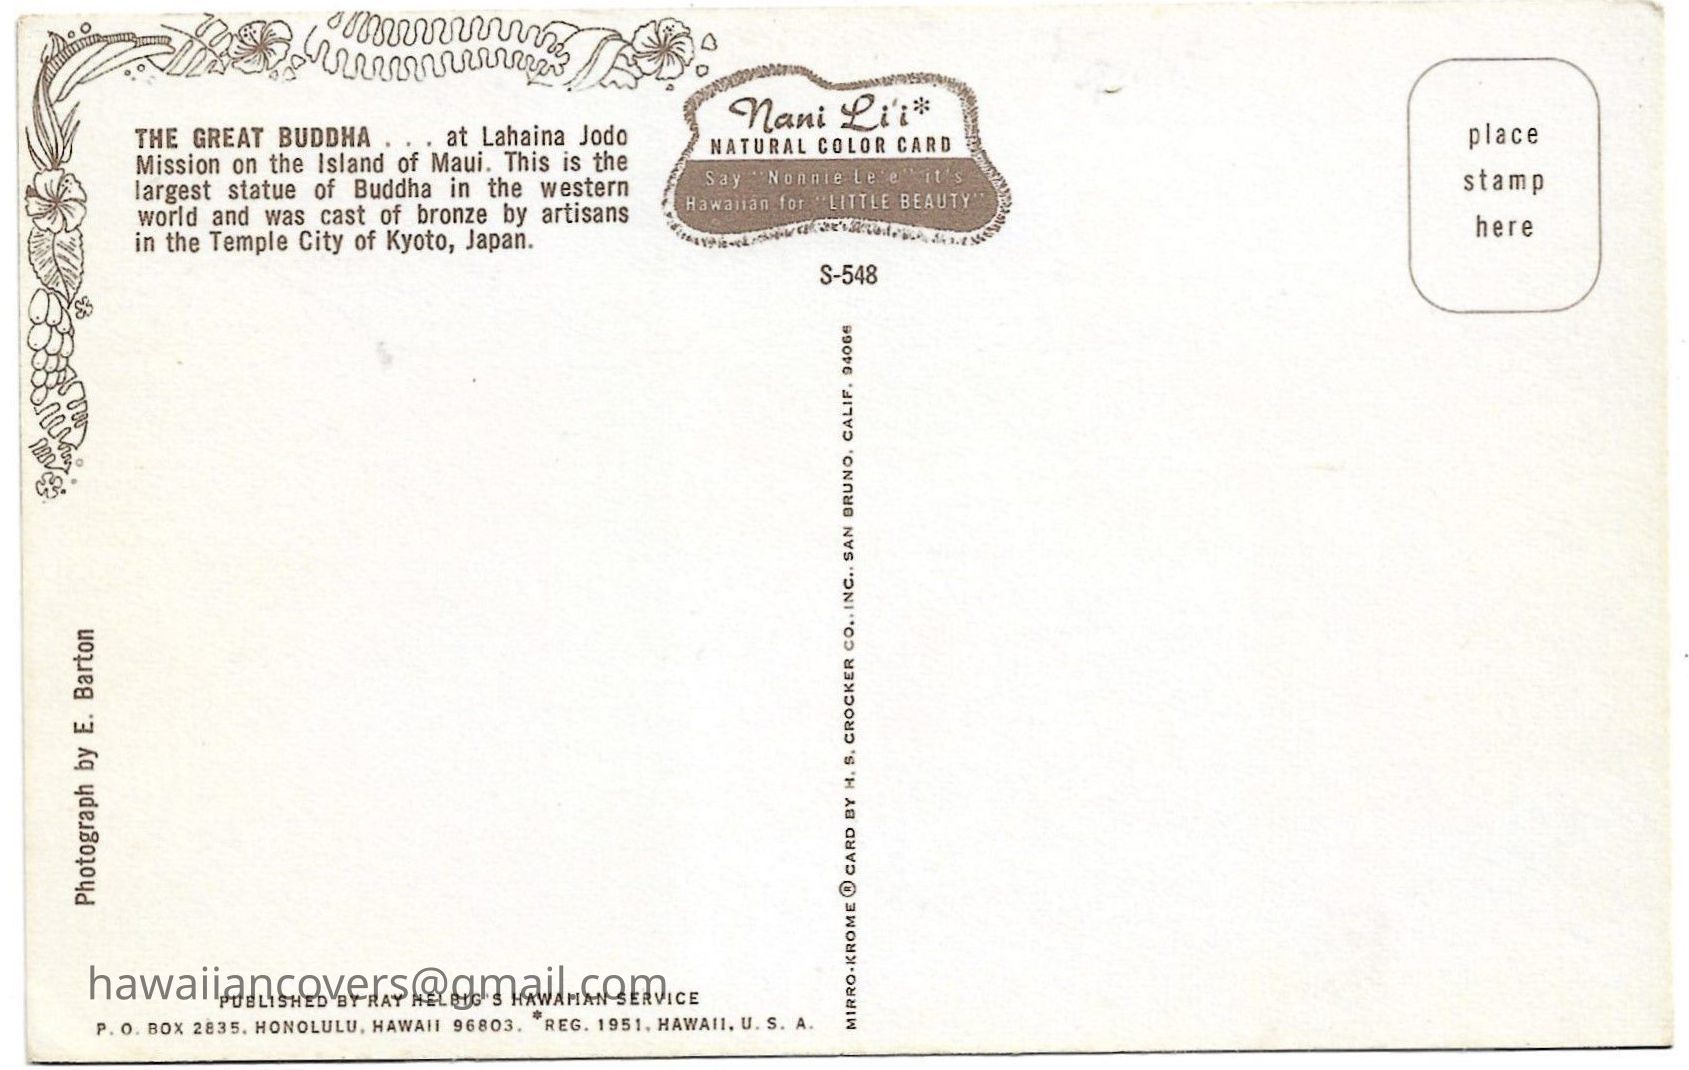 THE GREAT BUDDHA . . . at Lahaina Jodo
Mission on the Island of Maui. This is the
largest statue of Buddha in the western
world and was cast of bronze by artisans
in the Temple City of Kyoto, Japan.
Nani Li'i*
NATURAL COLOR CARD
Say "Nonnie Le'e" it's
Hawaiian for "LITTLE BEAUTY"
S-548
place
stamp
here
Photograph by E. Barton
MIRRO-KROME ® CARD BY H. S. CROCKER CO., INC., SAN BRUNO, CALIF. 94066
hawaiiancovers@gmail.com
PUBLISHED BY RAY HELBIG'S HAWAIIAN SERVICE
P. O. BOX 2835, HONOLULU, HAWAII 96803. *REG. 1951, HAWAII, U. S. A.